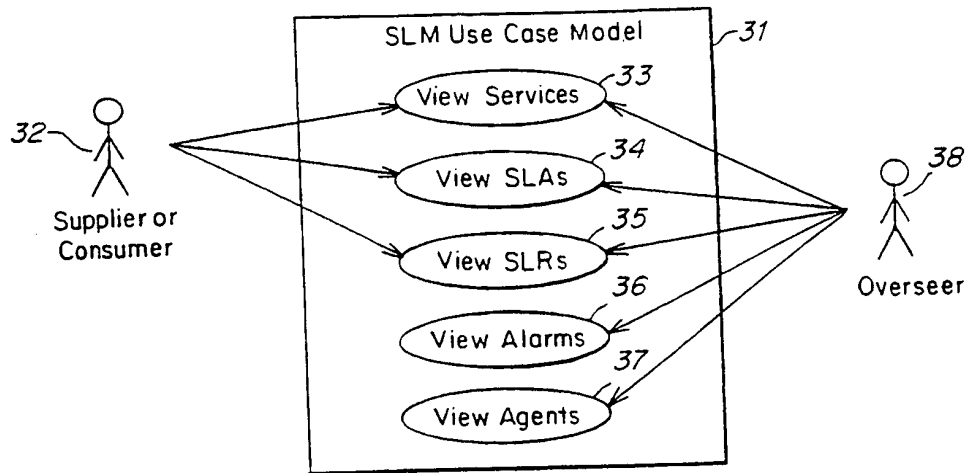 SLM Use Case Model
31
33
View Services
32
34
View SLAs
38
Supplier or
Consumer
35
View SLRs
Overseer
36
View Alarms
37
View Agents